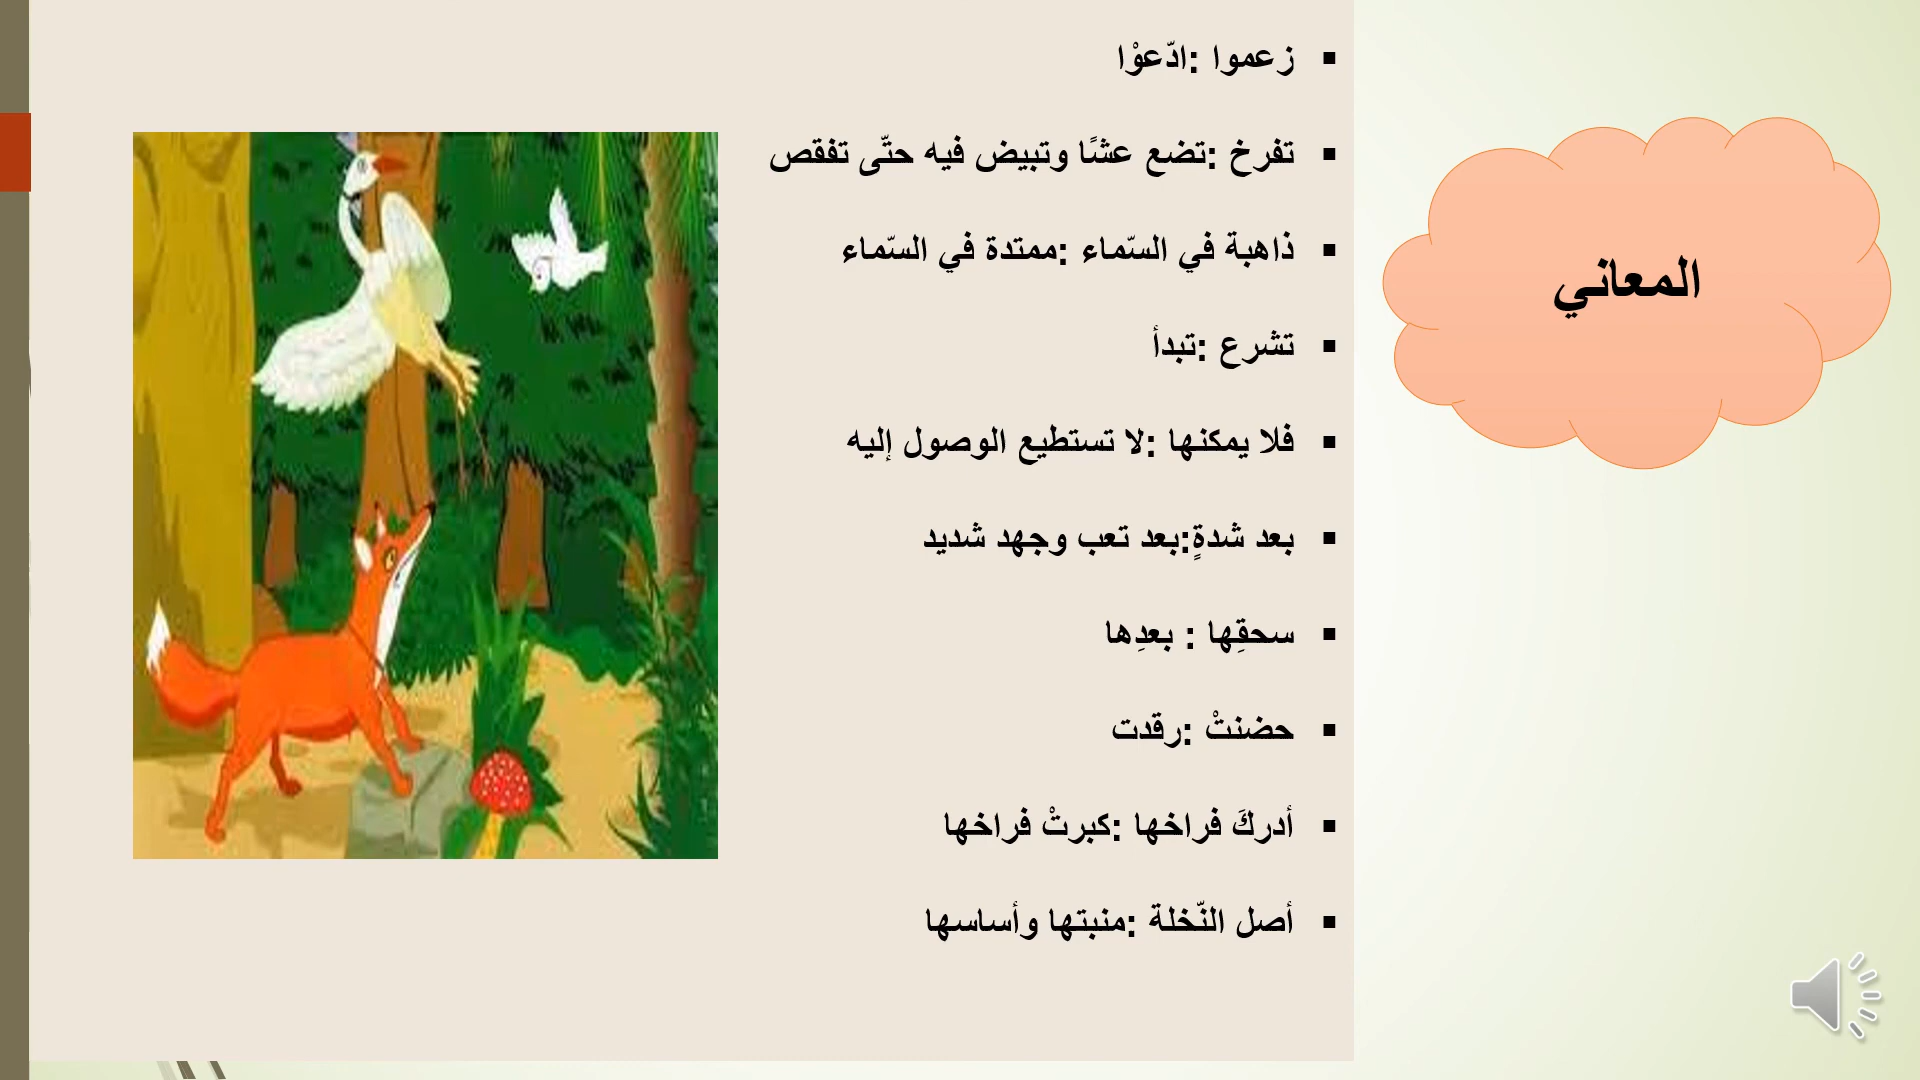 المعاني
زعموا :ادّعوْا
تفرخ :تضع عشًا وتبيض فيه حتّى تفقص
ذاهبة في السّماء :ممتدة في السّماء
تشرع :تبدأ
فلا يمكنها :لا تستطيع الوصول إليه
بعد شدةٍ:بعد تعب وجهد شديد
سحقِها : بعدِها
حضنتْ :رقدت
أدركَ فراخها :كبرتْ فراخها
أصل النّخلة :منبتها وأساسها